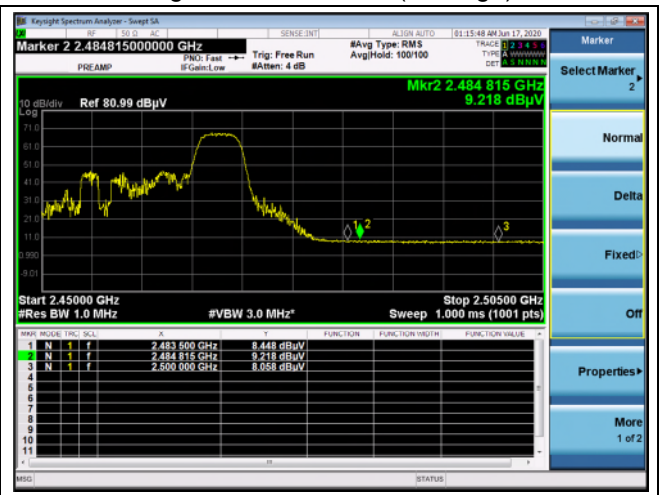 Keysight Spectrum Analyzer - Swept SA
RF 50 Ω AC SENSE:INT ALIGN AUTO 01:15:48 AM Jun 17, 2020
Marker 2 2.484815000000 GHz
PREAMP
PNO: Fast
IFGain:Low
Trig: Free Run
#Atten: 4 dB
#Avg Type: RMS
Avg|Hold: 100/100
TRACE 1 2 3 4 5 6
TYPE A WWWWW
DET A S N N N N
Mkr2 2.484 815 GHz
9.218 dBµV
10 dB/div Ref 80.99 dBµV
Log
71.0
61.0
51.0
41.0
31.0
21.0
11.0
0.990
-9.01
1 2 3
Start 2.45000 GHz Stop 2.50500 GHz
#Res BW 1.0 MHz #VBW 3.0 MHz* Sweep 1.000 ms (1001 pts)
MKR MODE TRC SCL X Y FUNCTION FUNCTION WIDTH FUNCTION VALUE
1 N 1 f 2.483 500 GHz 8.448 dBµV
2 N 1 f 2.484 815 GHz 9.218 dBµV
3 N 1 f 2.500 000 GHz 8.058 dBµV
4
5
6
7
8
9
10
11
MSG STATUS
Marker
Select Marker
2
Normal
Delta
Fixed
Off
Properties
More
1 of 2